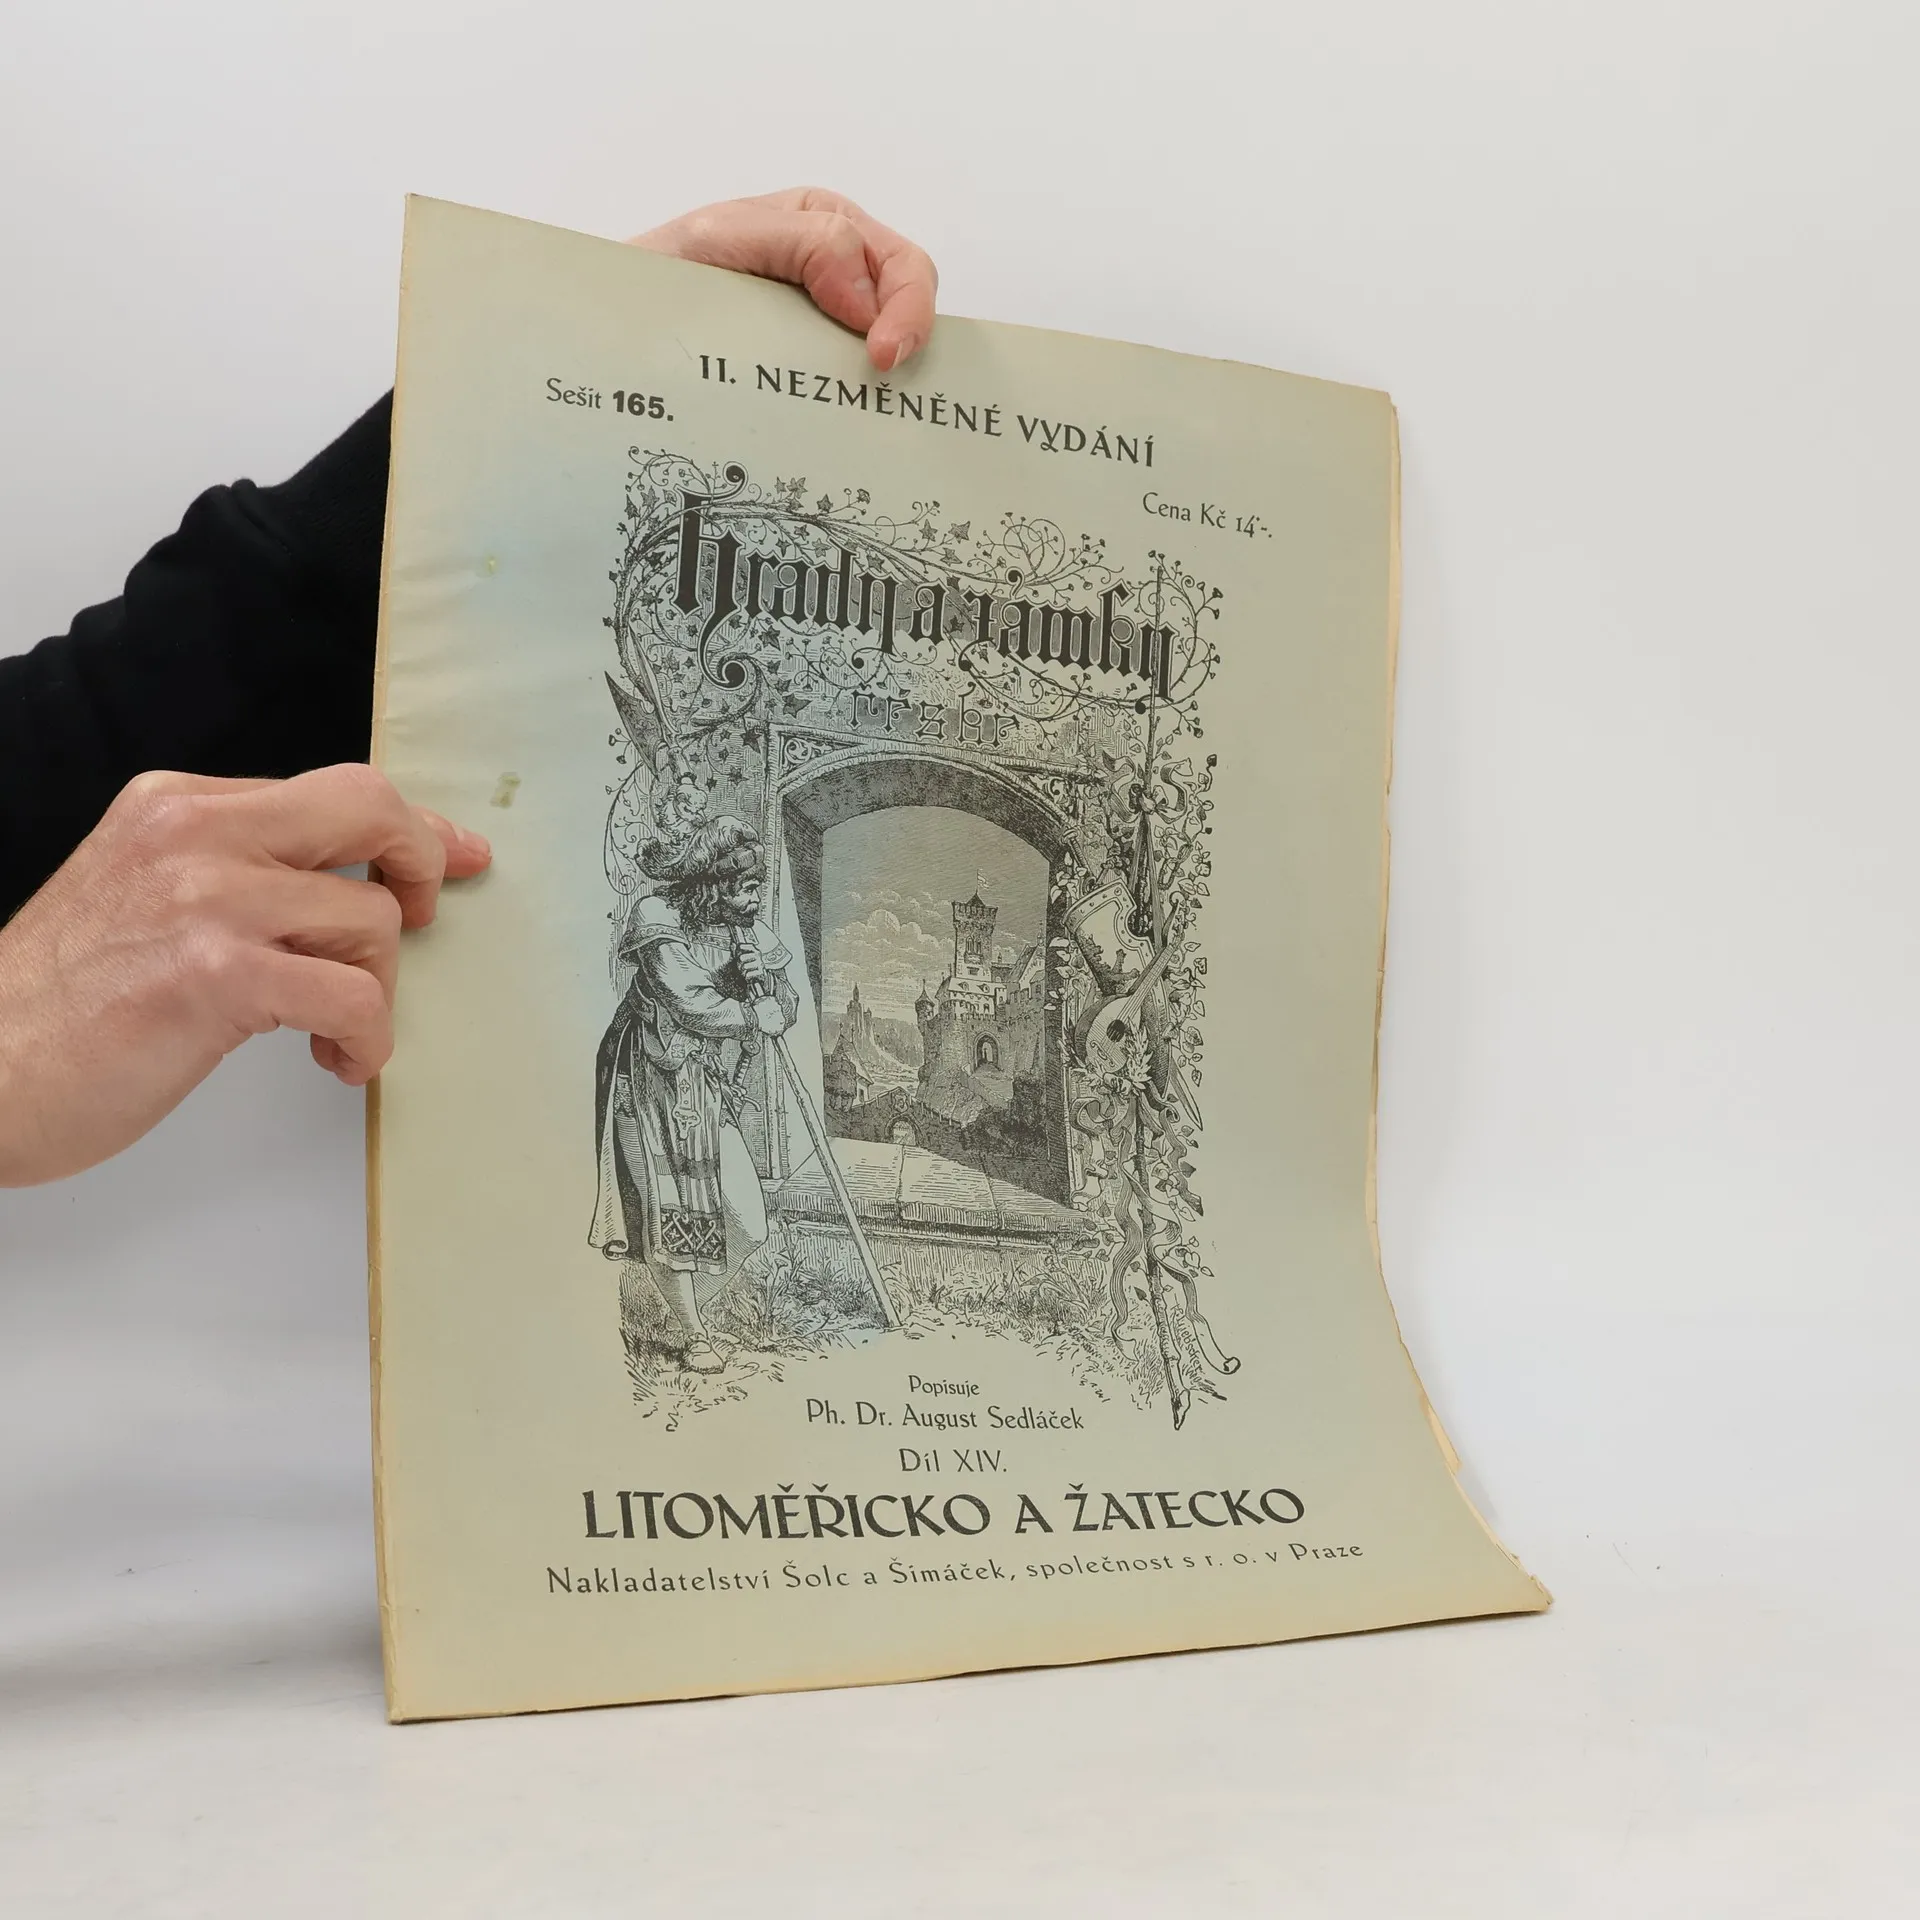 II. NEZMĚNĚNÉ VYDÁNÍ
Sešit 165.
Cena Kč 14·-.
Hrady a zámky
české
Popisuje
Ph. Dr. August Sedláček
Díl XIV.
LITOMĚŘICKO A ŽATECKO
Nakladatelství Šolc a Šimáček, společnost s r. o. v Praze